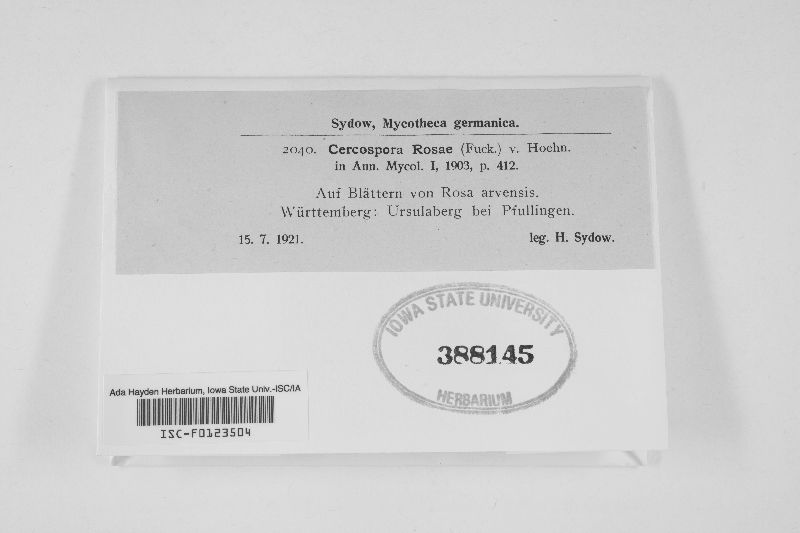 Sydow, Mycotheca germanica.
2040. Cercospora Rosae (Fuck.) v. Hoehn.
in Ann. Mycol. I, 1903, p. 412.
Auf Blättern von Rosa arvensis.
Württemberg: Ursulaberg bei Pfullingen.
15. 7. 1921. leg. H. Sydow.
IOWA STATE UNIVERSITY
388145
HERBARIUM
Ada Hayden Herbarium, Iowa State Univ.-ISC/IA
ISC-F0123504